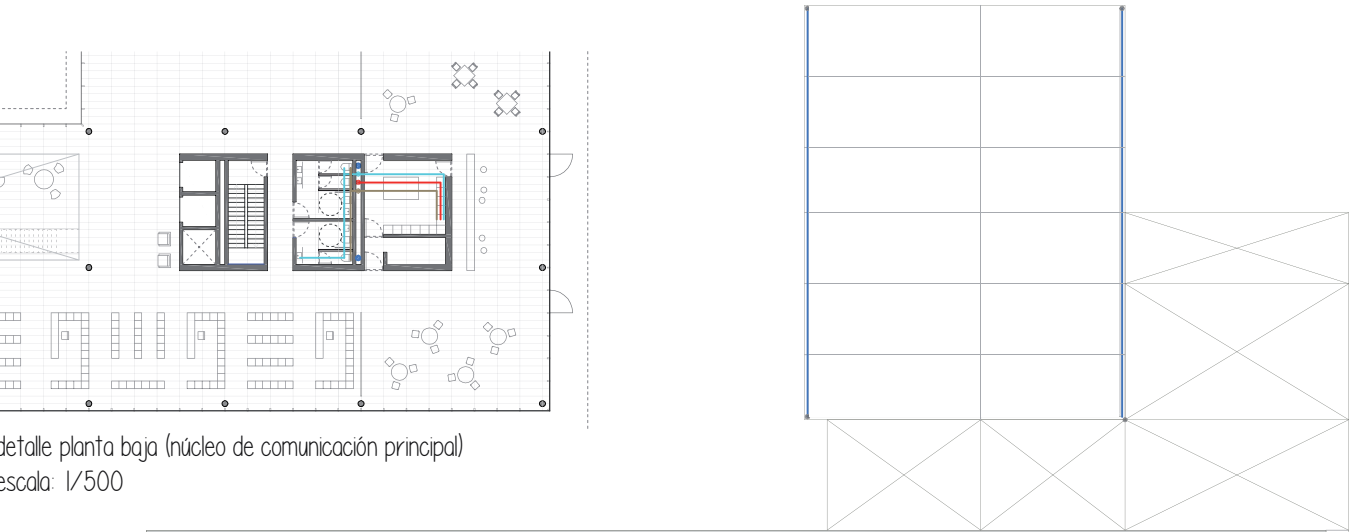 detalle planta baja (núcleo de comunicación principal)
escala: 1/500